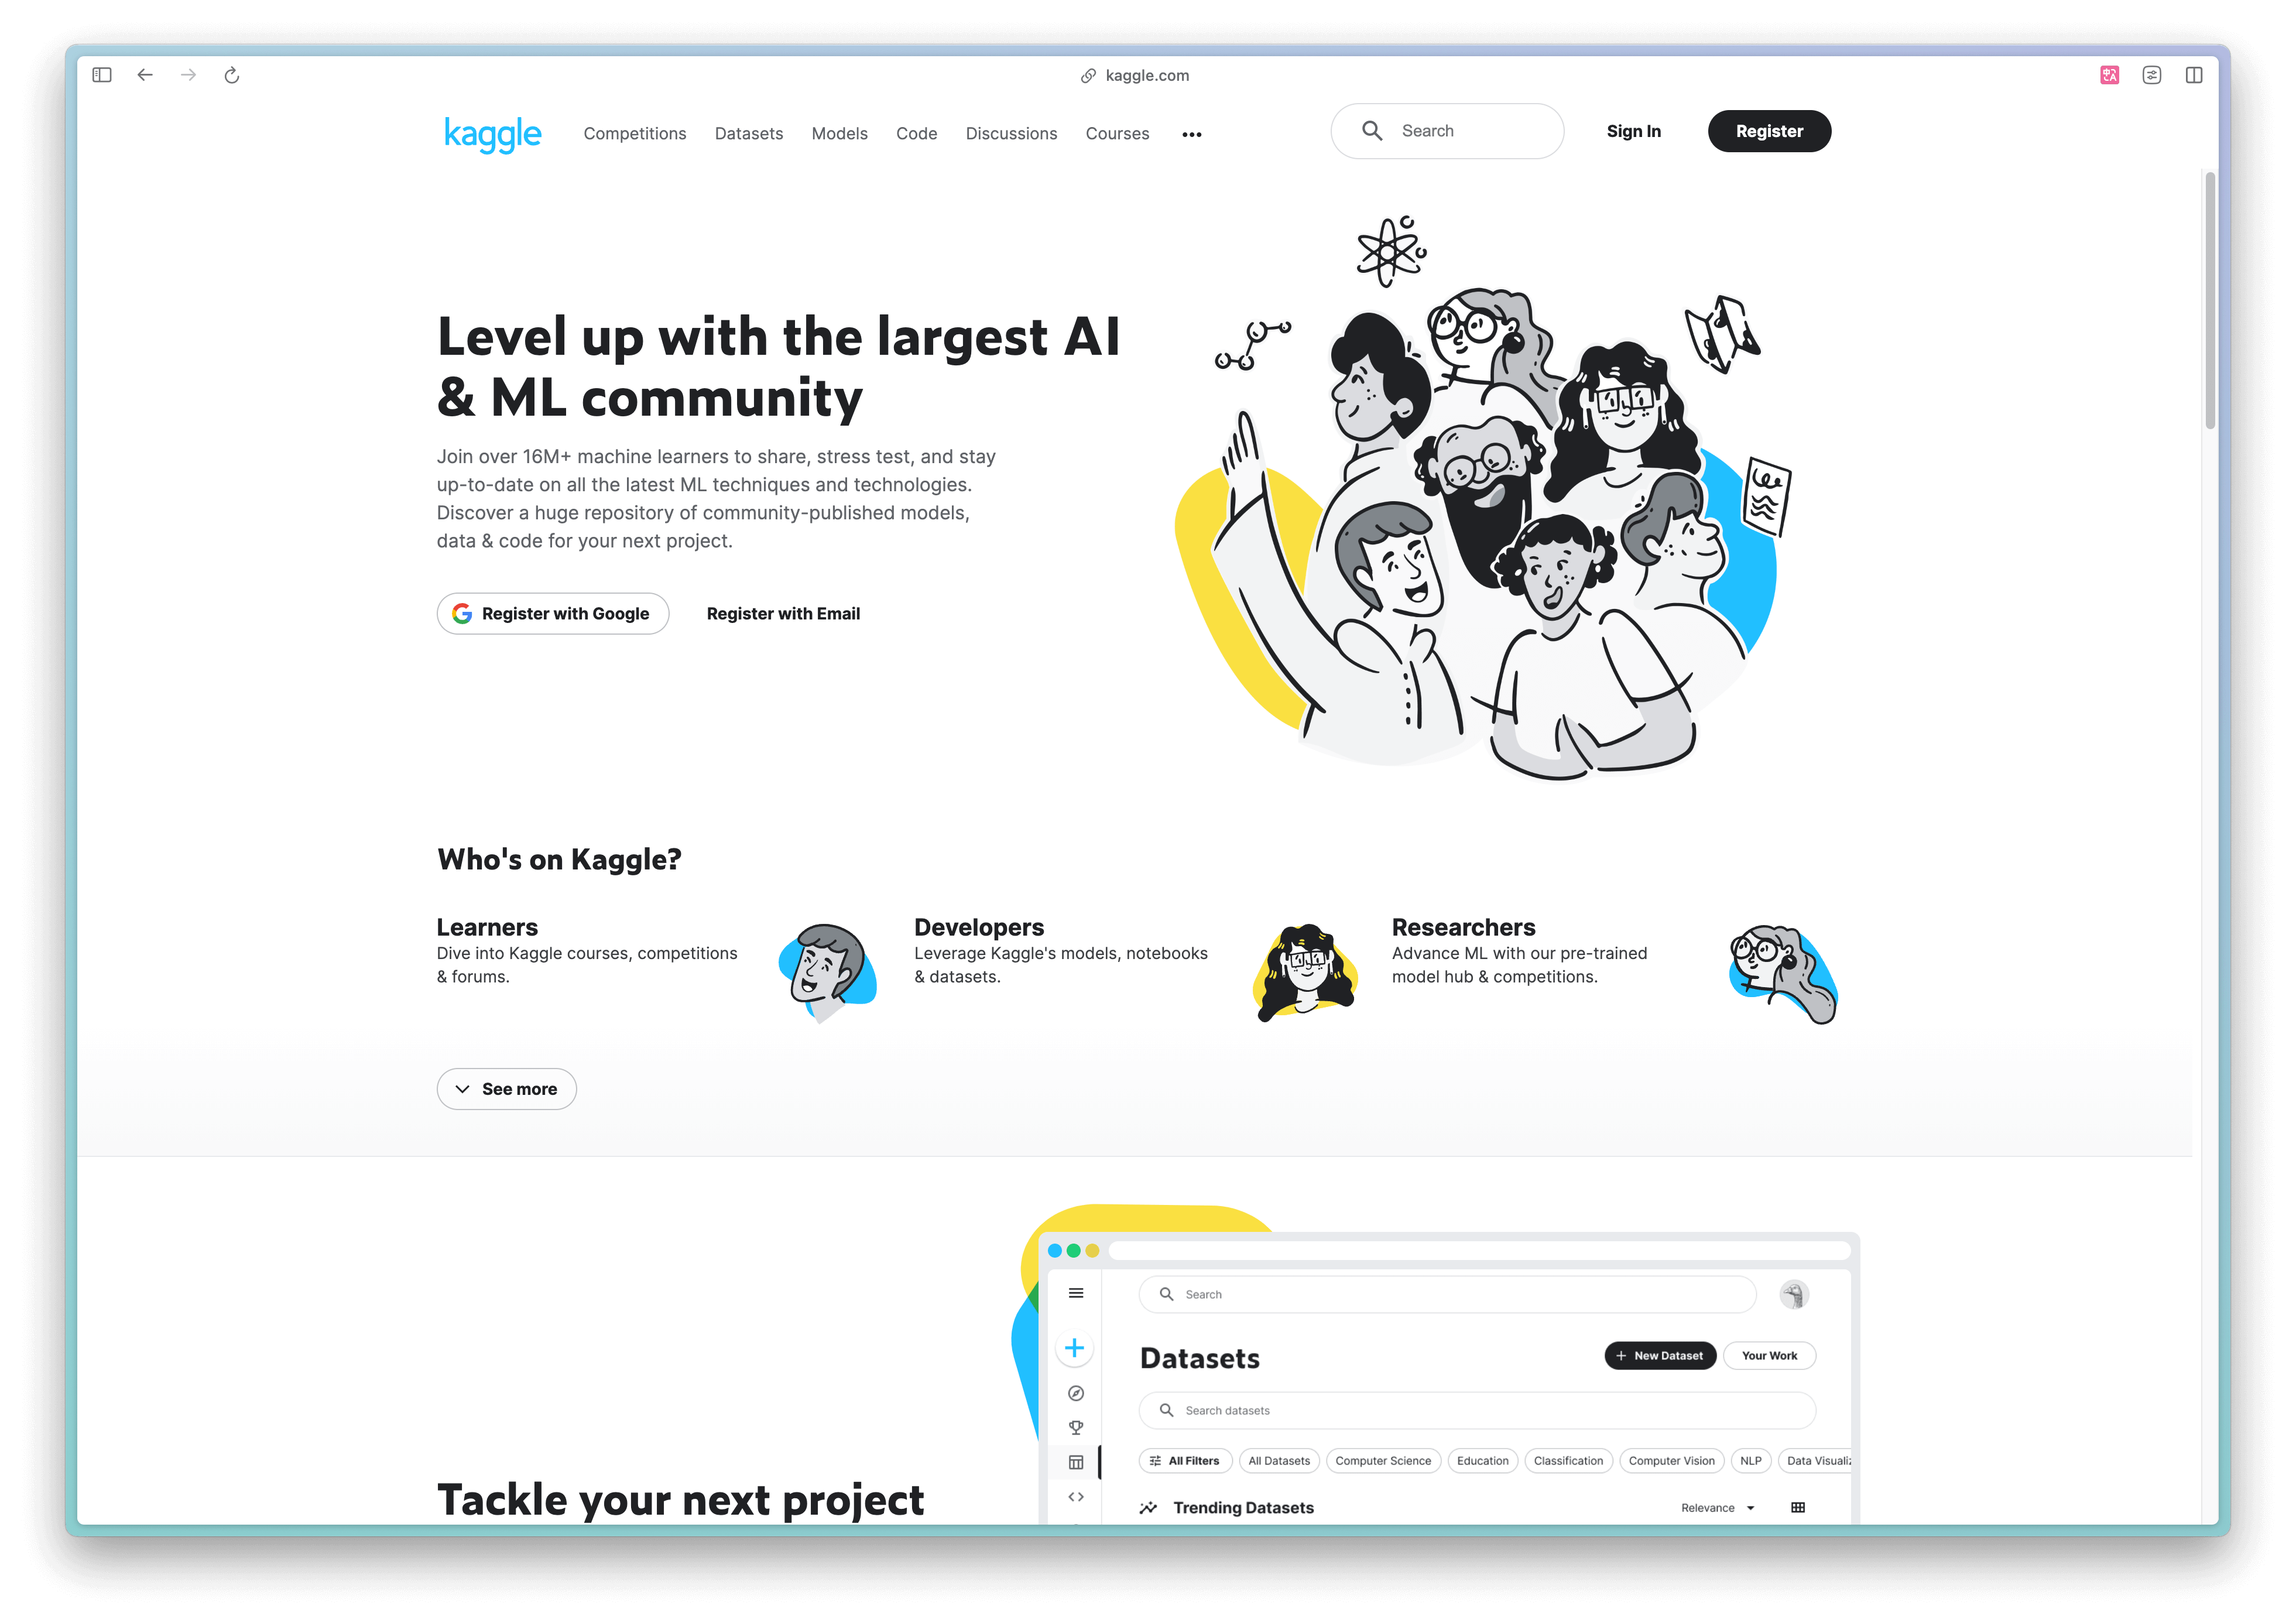 kaggle.com
kaggle
Competitions
Datasets
Models
Code
Discussions
Courses
Search
Sign In
Register
Level up with the largest AI
& ML community
Join over 16M+ machine learners to share, stress test, and stay
up-to-date on all the latest ML techniques and technologies.
Discover a huge repository of community-published models,
data & code for your next project.
Register with Google
Register with Email
Who's on Kaggle?
Learners
Dive into Kaggle courses, competitions
& forums.
Developers
Leverage Kaggle's models, notebooks
& datasets.
Researchers
Advance ML with our pre-trained
model hub & competitions.
See more
Tackle your next project
Search
Datasets
New Dataset
Your Work
Search datasets
All Filters
All Datasets
Computer Science
Education
Classification
Computer Vision
NLP
Data Visualiz
Trending Datasets
Relevance